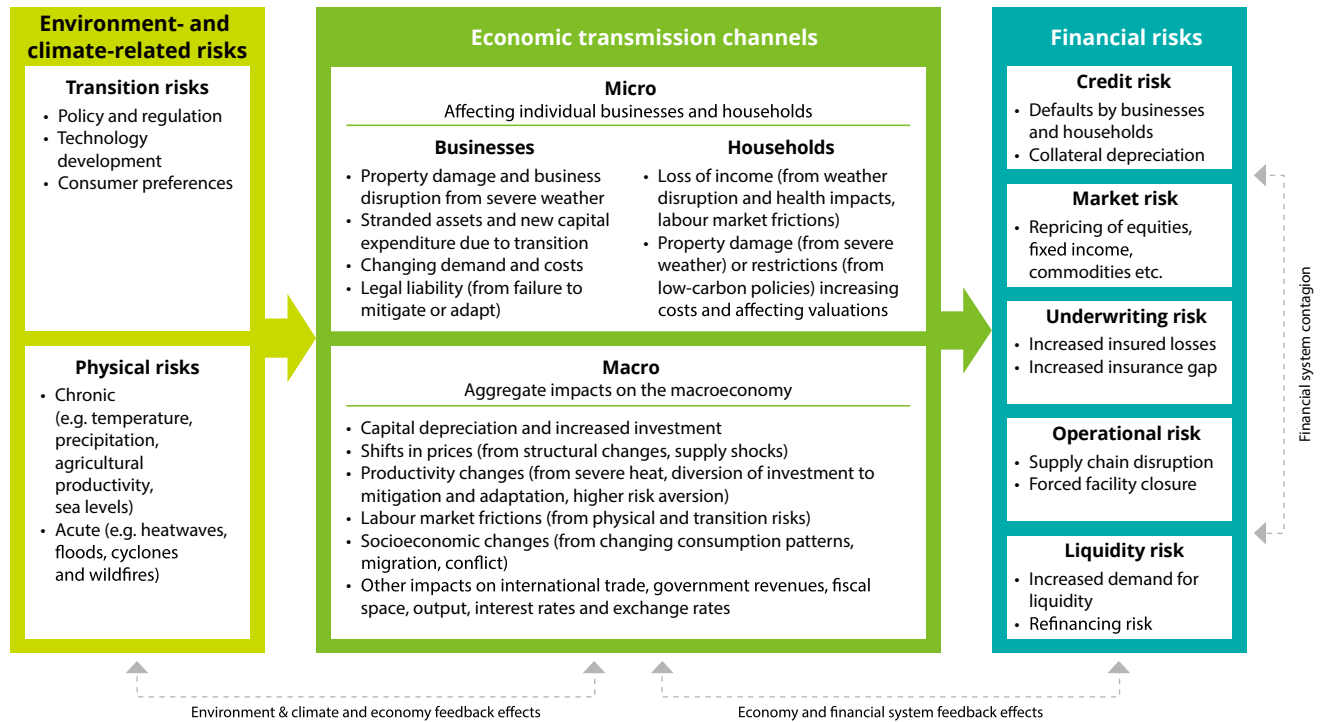 Environment- and
climate-related risks
Transition risks
• Policy and regulation
• Technology
development
• Consumer preferences
Physical risks
• Chronic
(e.g. temperature,
precipitation,
agricultural
productivity,
sea levels)
• Acute (e.g. heatwaves,
floods, cyclones
and wildfires)
Economic transmission channels
Micro
Affecting individual businesses and households
Businesses
• Property damage and business
disruption from severe weather
• Stranded assets and new capital
expenditure due to transition
• Changing demand and costs
• Legal liability (from failure to
mitigate or adapt)
Households
• Loss of income (from weather
disruption and health impacts,
labour market frictions)
• Property damage (from severe
weather) or restrictions (from
low-carbon policies) increasing
costs and affecting valuations
Macro
Aggregate impacts on the macroeconomy
• Capital depreciation and increased investment
• Shifts in prices (from structural changes, supply shocks)
• Productivity changes (from severe heat, diversion of investment to
mitigation and adaptation, higher risk aversion)
• Labour market frictions (from physical and transition risks)
• Socioeconomic changes (from changing consumption patterns,
migration, conflict)
• Other impacts on international trade, government revenues, fiscal
space, output, interest rates and exchange rates
Financial risks
Credit risk
• Defaults by businesses
and households
• Collateral depreciation
Market risk
• Repricing of equities,
fixed income,
commodities etc.
Underwriting risk
• Increased insured losses
• Increased insurance gap
Operational risk
• Supply chain disruption
• Forced facility closure
Liquidity risk
• Increased demand for
liquidity
• Refinancing risk
Financial system contagion
Environment & climate and economy feedback effects
Economy and financial system feedback effects